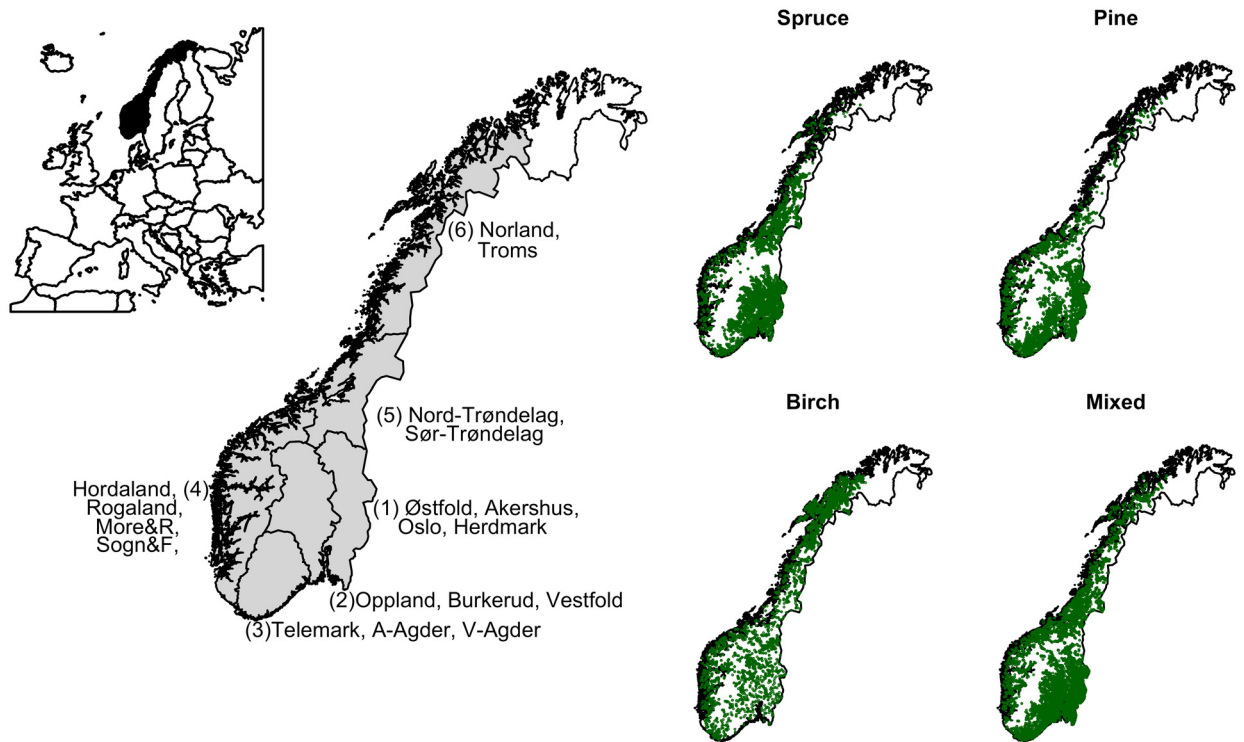 Spruce
Pine
(6) Norland,
Troms
(5) Nord-Trøndelag,
Sør-Trøndelag
Birch
Mixed
Hordaland, (4)
Rogaland,
More&R,
Sogn&F,
(1) Østfold, Akershus,
Oslo, Herdmark
(2)Oppland, Burkerud, Vestfold
(3)Telemark, A-Agder, V-Agder